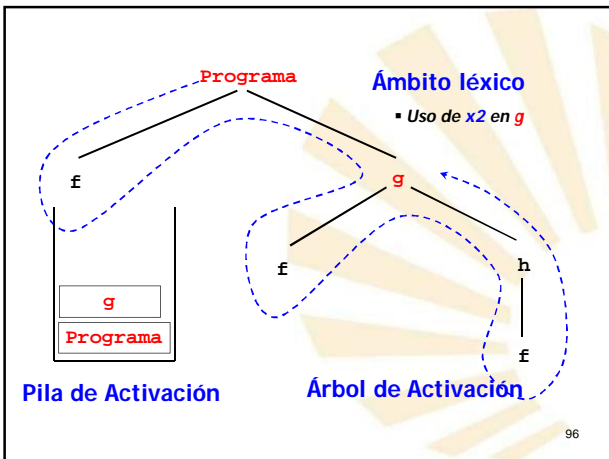 Programa
Ámbito léxico
▪ Uso de x2 en g
f
g
f
h
g
Programa
f
Pila de Activación
Árbol de Activación
96